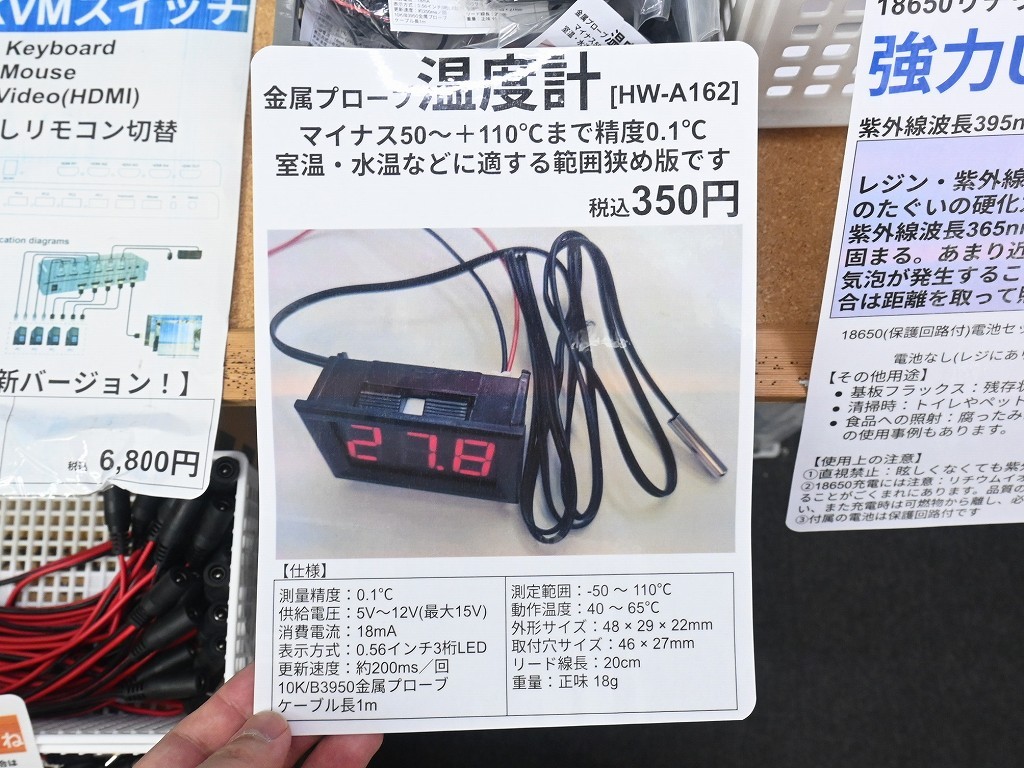 KVMスイッチ
Keyboard
Mouse
Video(HDMI)
しリモコン切替
cation diagrams
新バージョン！】
税込 6,800円
金属プローブ温度計 [HW-A162]
マイナス50～＋110℃まで精度0.1℃
室温・水温などに適する範囲狭め版です
税込350円
27.8
【仕様】
測量精度：0.1℃
供給電圧：5V～12V(最大15V)
消費電流：18mA
表示方式：0.56インチ3桁LED
更新速度：約200ms／回
10K/B3950金属プローブ
ケーブル長1m
測定範囲：-50 ～ 110℃
動作温度：40 ～ 65℃
外形サイズ：48 × 29 × 22mm
取付穴サイズ：46 × 27mm
リード線長：20cm
重量：正味 18g
強力U
紫外線波長395n
レジン・紫外線
のたぐいの硬化
紫外線波長365nm
固まる。あまり近
気泡が発生するこ
合は距離を取って
18650(保護回路付)電池セッ
電池なし(レジにあ
【その他用途】
● 基板フラックス：残存状
● 清掃時：トイレやペット
● 食品への照射：腐ったみ
の使用事例もあります。
【使用上の注意】
①直視禁止：眩しくなくても紫
②18650充電には注意：リチウムイオ
ることがごくまれにあります。品質の
い、また充電時は可燃物から離し、必
③付属の電池は保護回路付です
ね